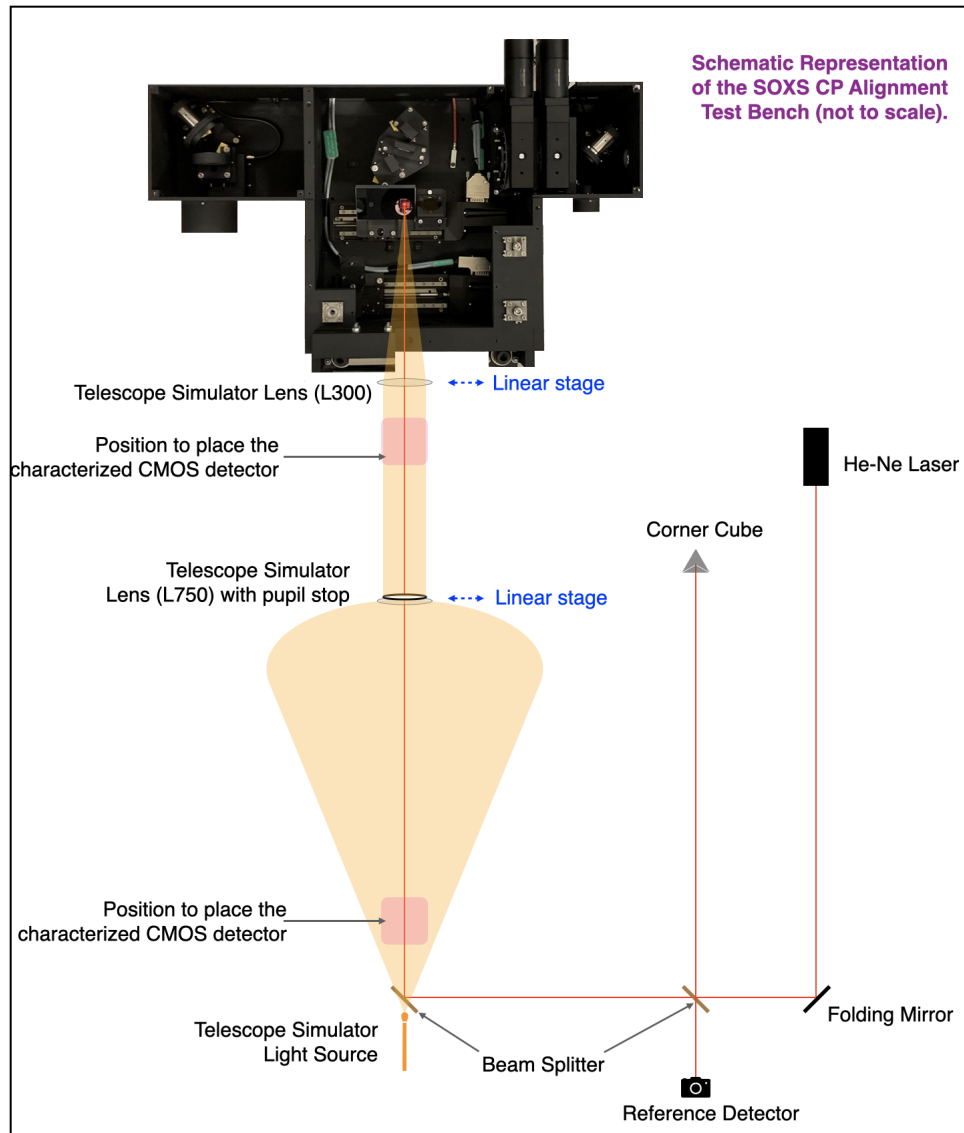 Schematic Representation
of the SOXS CP Alignment
Test Bench (not to scale).
Telescope Simulator Lens (L300)
Linear stage
Position to place the
characterized CMOS detector
He-Ne Laser
Corner Cube
Telescope Simulator
Lens (L750) with pupil stop
Linear stage
Position to place the
characterized CMOS detector
Folding Mirror
Telescope Simulator
Light Source
Beam Splitter
Reference Detector